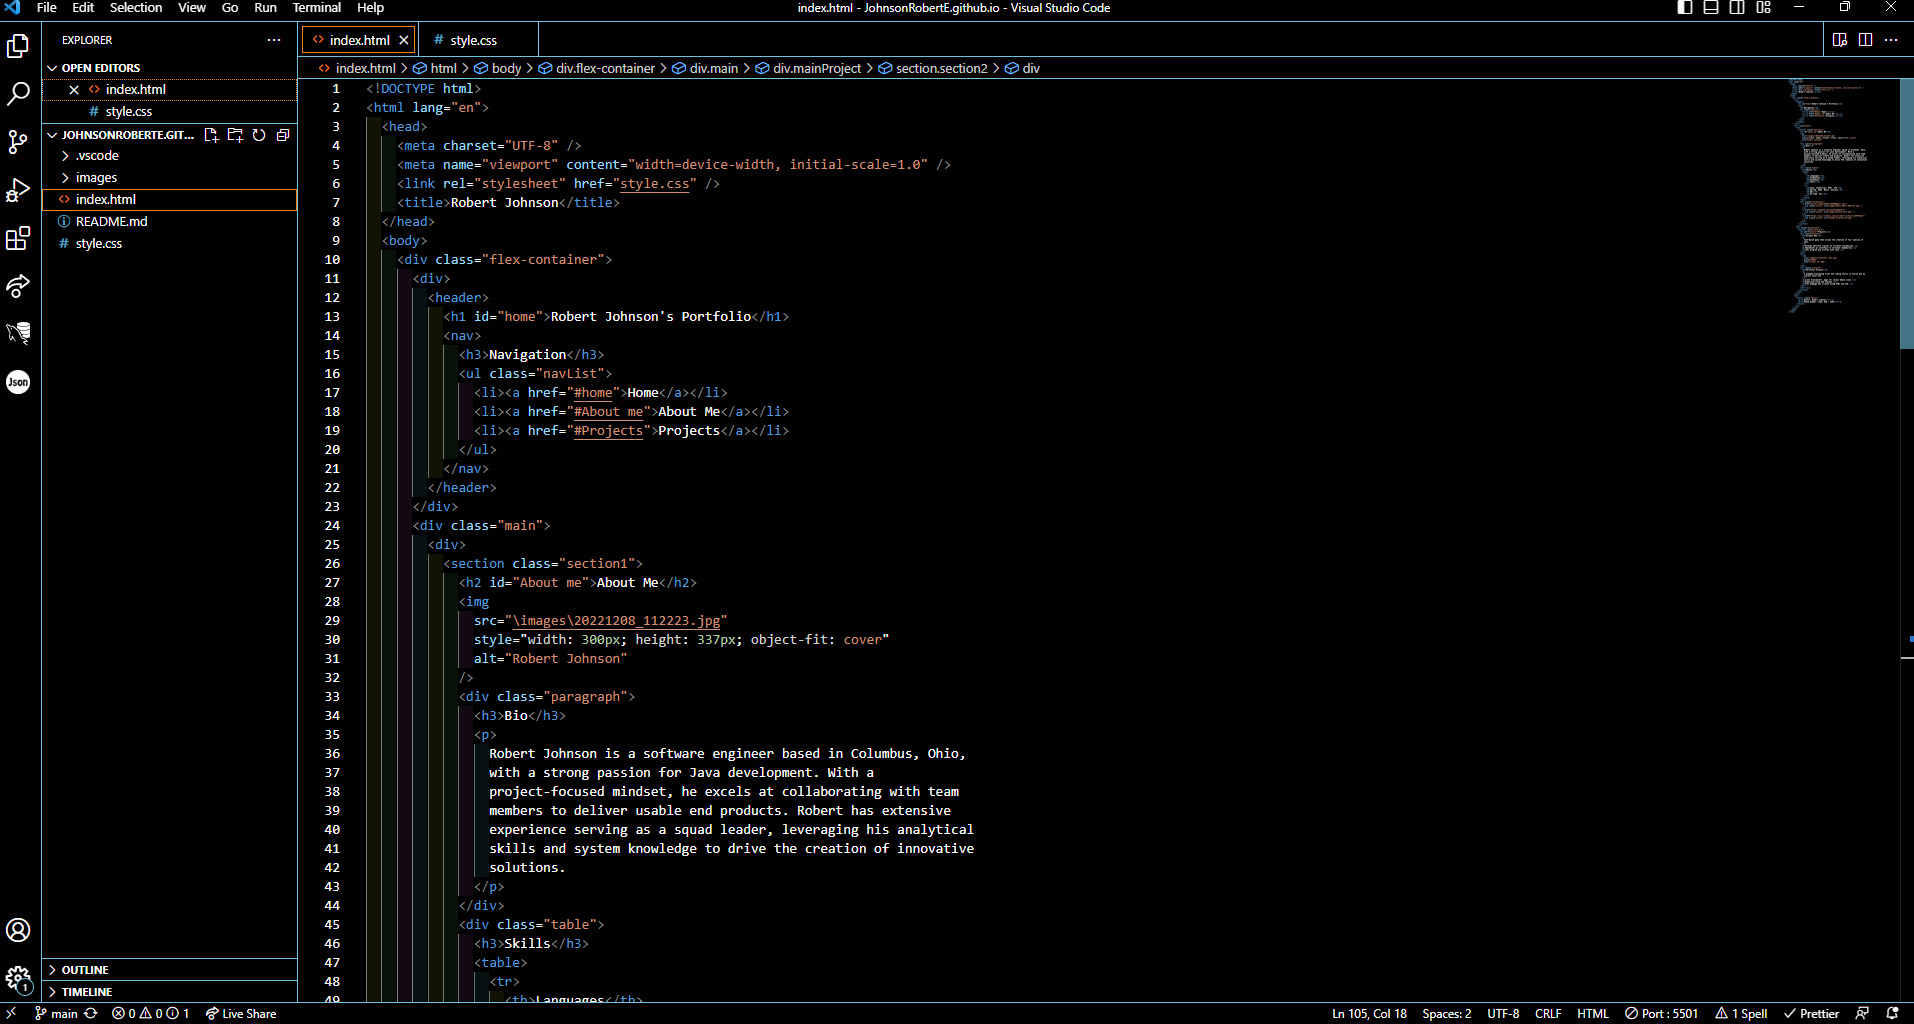 File Edit Selection View Go Run Terminal Help
index.html - JohnsonRobertE.github.io - Visual Studio Code
EXPLORER
OPEN EDITORS
index.html
style.css
JOHNSONROBERTE.GIT...
.vscode
images
index.html
README.md
style.css
OUTLINE
TIMELINE
Json
1
index.html
style.css
index.html > html > body > div.flex-container > div.main > div.mainProject > section.section2 > div
1 <!DOCTYPE html>
2 <html lang="en">
3 <head>
4 <meta charset="UTF-8" />
5 <meta name="viewport" content="width=device-width, initial-scale=1.0" />
6 <link rel="stylesheet" href="style.css" />
7 <title>Robert Johnson</title>
8 </head>
9 <body>
10 <div class="flex-container">
11 <div>
12 <header>
13 <h1 id="home">Robert Johnson's Portfolio</h1>
14 <nav>
15 <h3>Navigation</h3>
16 <ul class="navList">
17 <li><a href="#home">Home</a></li>
18 <li><a href="#About me">About Me</a></li>
19 <li><a href="#Projects">Projects</a></li>
20 </ul>
21 </nav>
22 </header>
23 </div>
24 <div class="main">
25 <div>
26 <section class="section1">
27 <h2 id="About me">About Me</h2>
28 <img
29 src="\images\20221208_112223.jpg"
30 style="width: 300px; height: 337px; object-fit: cover"
31 alt="Robert Johnson"
32 />
33 <div class="paragraph">
34 <h3>Bio</h3>
35 <p>
36 Robert Johnson is a software engineer based in Columbus, Ohio,
37 with a strong passion for Java development. With a
38 project-focused mindset, he excels at collaborating with team
39 members to deliver usable end products. Robert has extensive
40 experience serving as a squad leader, leveraging his analytical
41 skills and system knowledge to drive the creation of innovative
42 solutions.
43 </p>
44 </div>
45 <div class="table">
46 <h3>Skills</h3>
47 <table>
48 <tr>
49 <th>Languages</th>
main 0 0 1 Live Share
Ln 105, Col 18 Spaces: 2 UTF-8 CRLF HTML Port : 5501 1 Spell Prettier